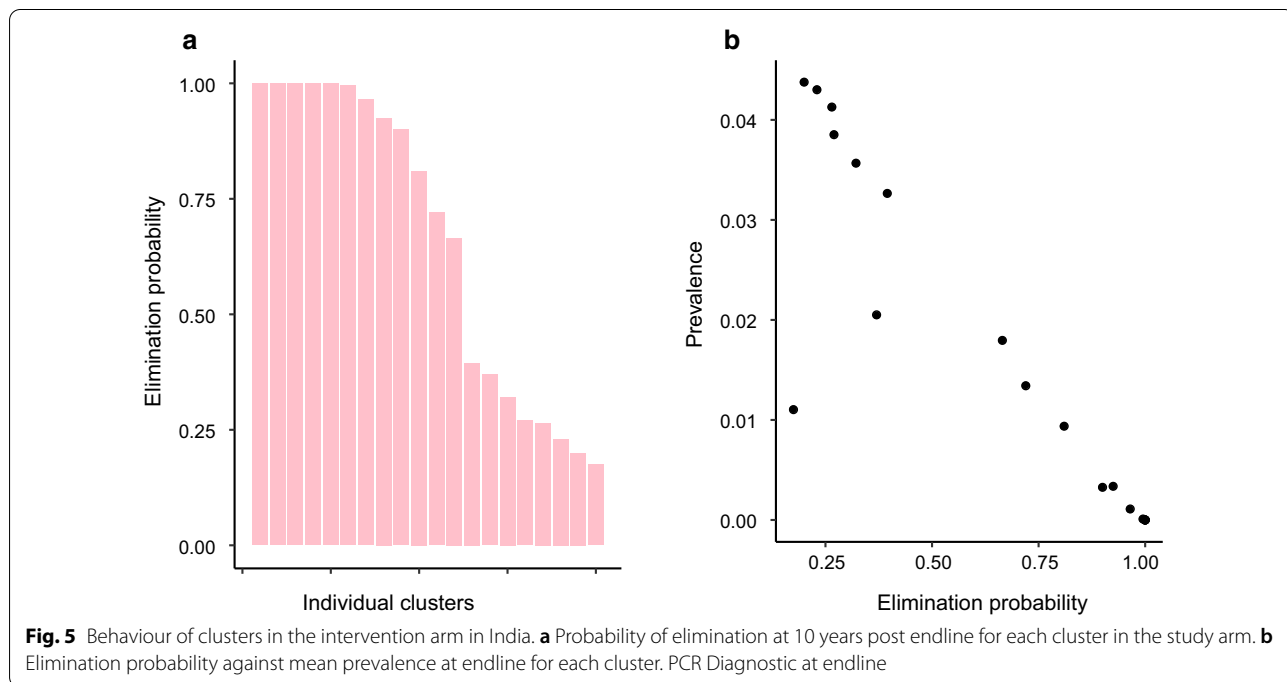 a
1.00
0.75
0.50
0.25
0.00
Elimination probability
Individual clusters
b
0.04
0.03
0.02
0.01
0.00
Prevalence
0.25 0.50 0.75 1.00
Elimination probability
Fig. 5 Behaviour of clusters in the intervention arm in India. a Probability of elimination at 10 years post endline for each cluster in the study arm. b
Elimination probability against mean prevalence at endline for each cluster. PCR Diagnostic at endline